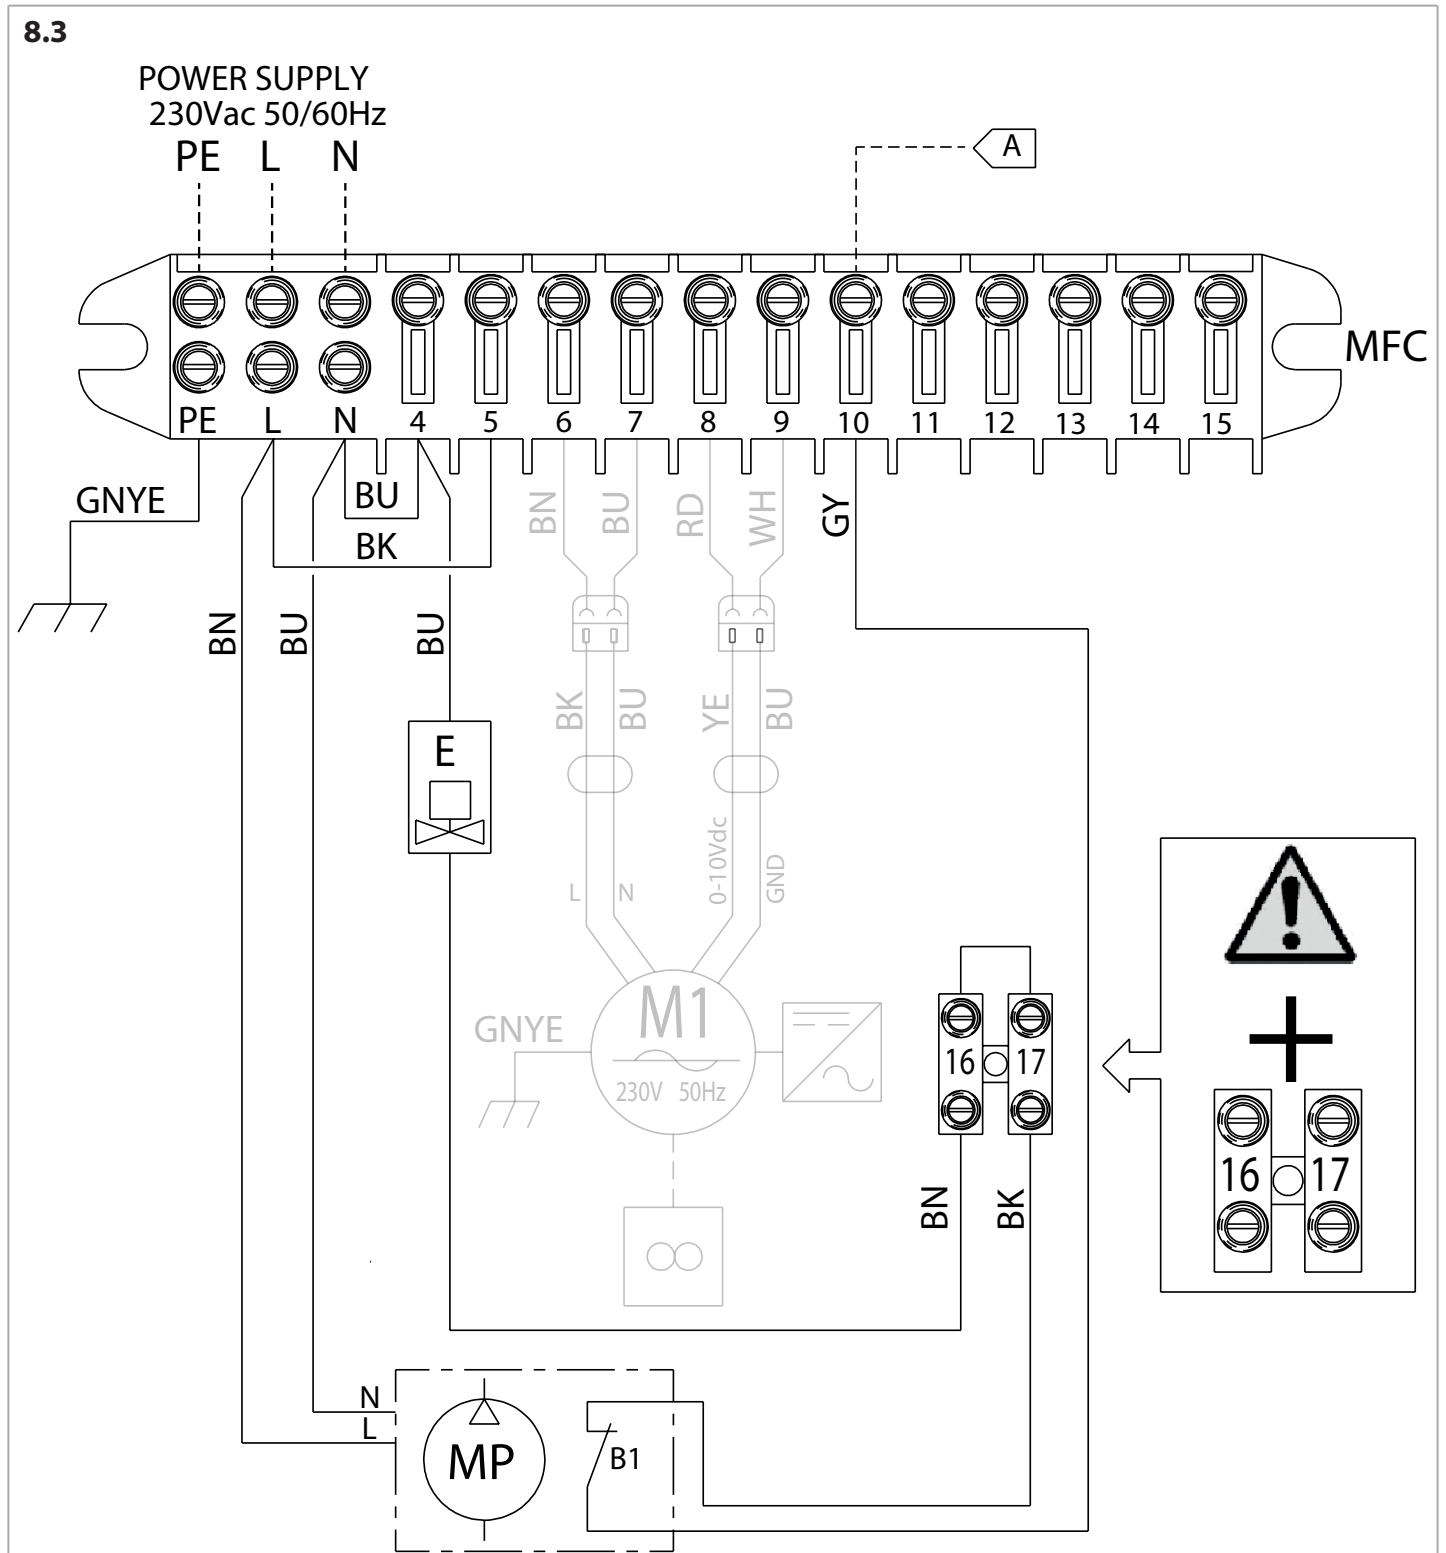 8.3
POWER SUPPLY
230Vac 50/60Hz
PE L N
A
MFC
PE L N 4 5 6 7 8 9 10 11 12 13 14 15
GNYE
BU
BK
BN
BU
RD
WH
GY
BN
BU
BU
BK
BU
YE
BU
E
0-10Vdc
GND
L
N
M1
GNYE
230V 50Hz
16 17
16 17
BN
BK
N
L
MP
B1